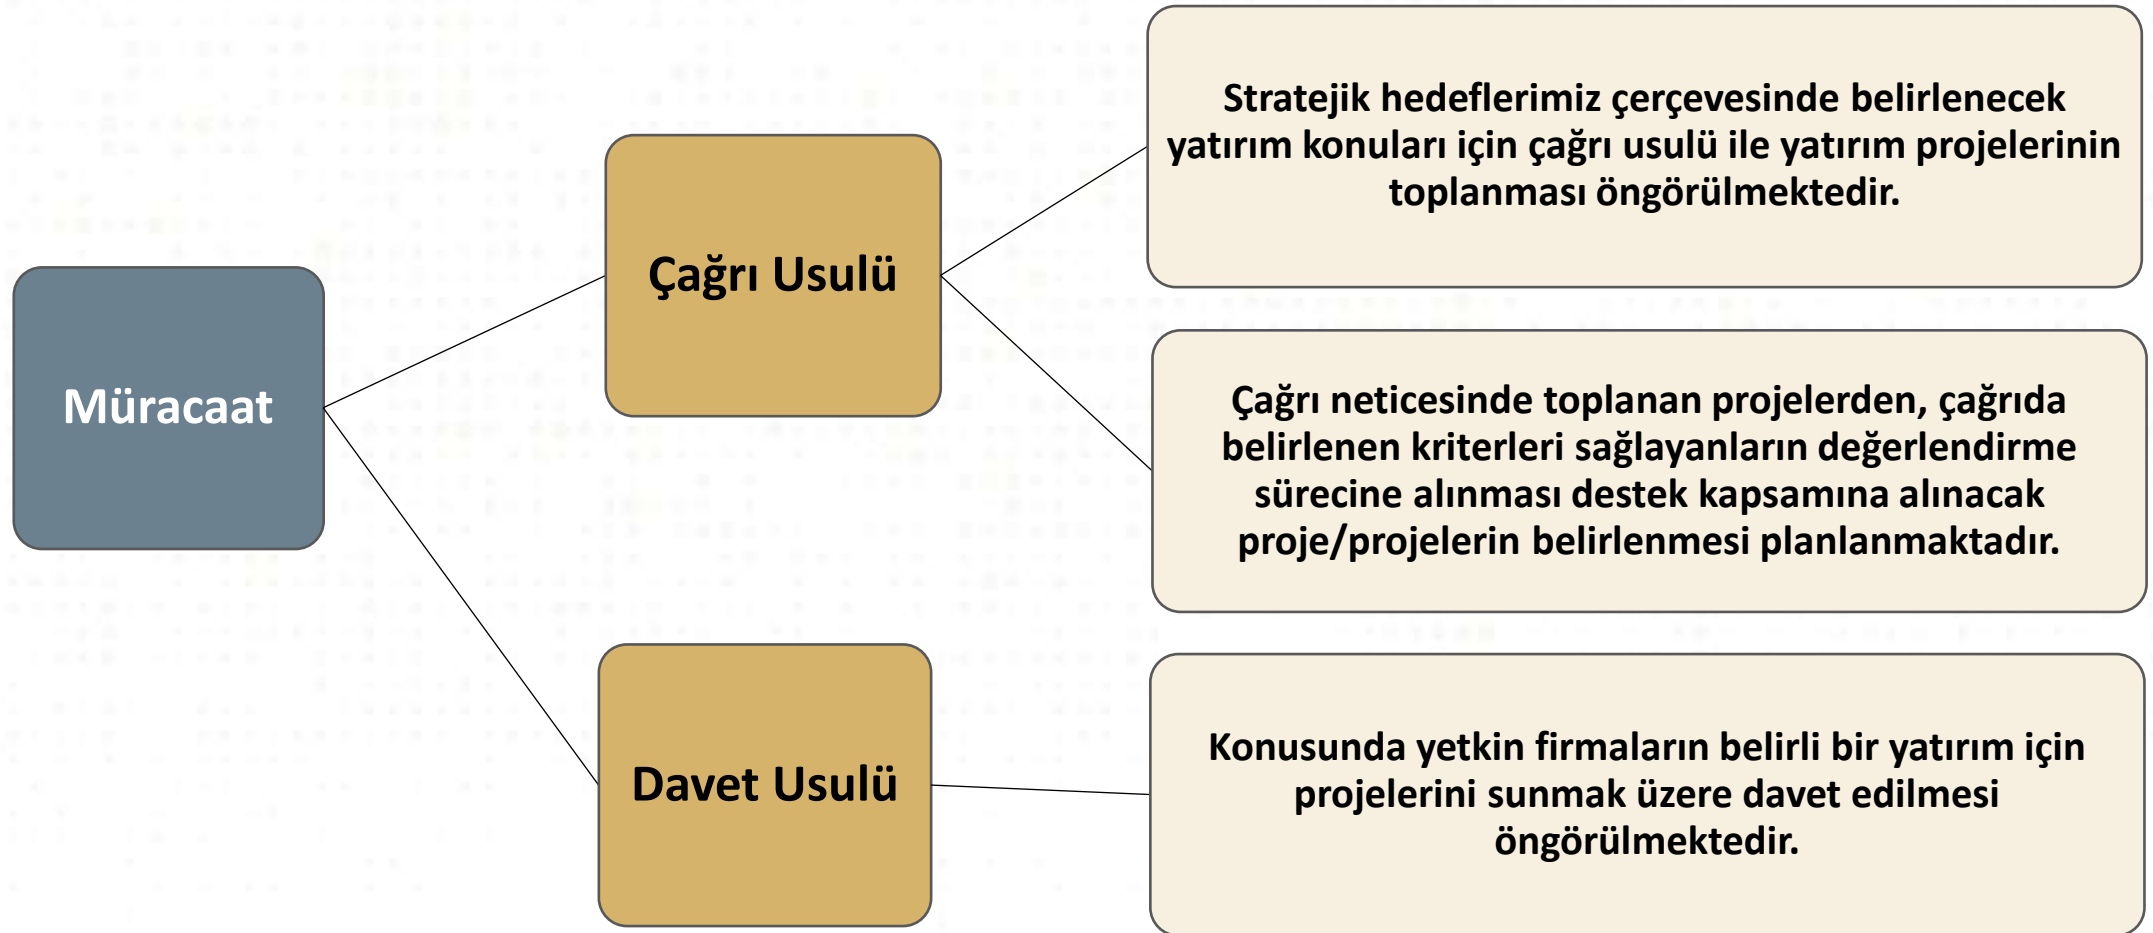 Müracaat
Çağrı Usulü
Stratejik hedeflerimiz çerçevesinde belirlenecek
yatırım konuları için çağrı usulü ile yatırım projelerinin
toplanması öngörülmektedir.
Çağrı neticesinde toplanan projelerden, çağrıda
belirlenen kriterleri sağlayanların değerlendirme
sürecine alınması destek kapsamına alınacak
proje/projelerin belirlenmesi planlanmaktadır.
Davet Usulü
Konusunda yetkin firmaların belirli bir yatırım için
projelerini sunmak üzere davet edilmesi
öngörülmektedir.